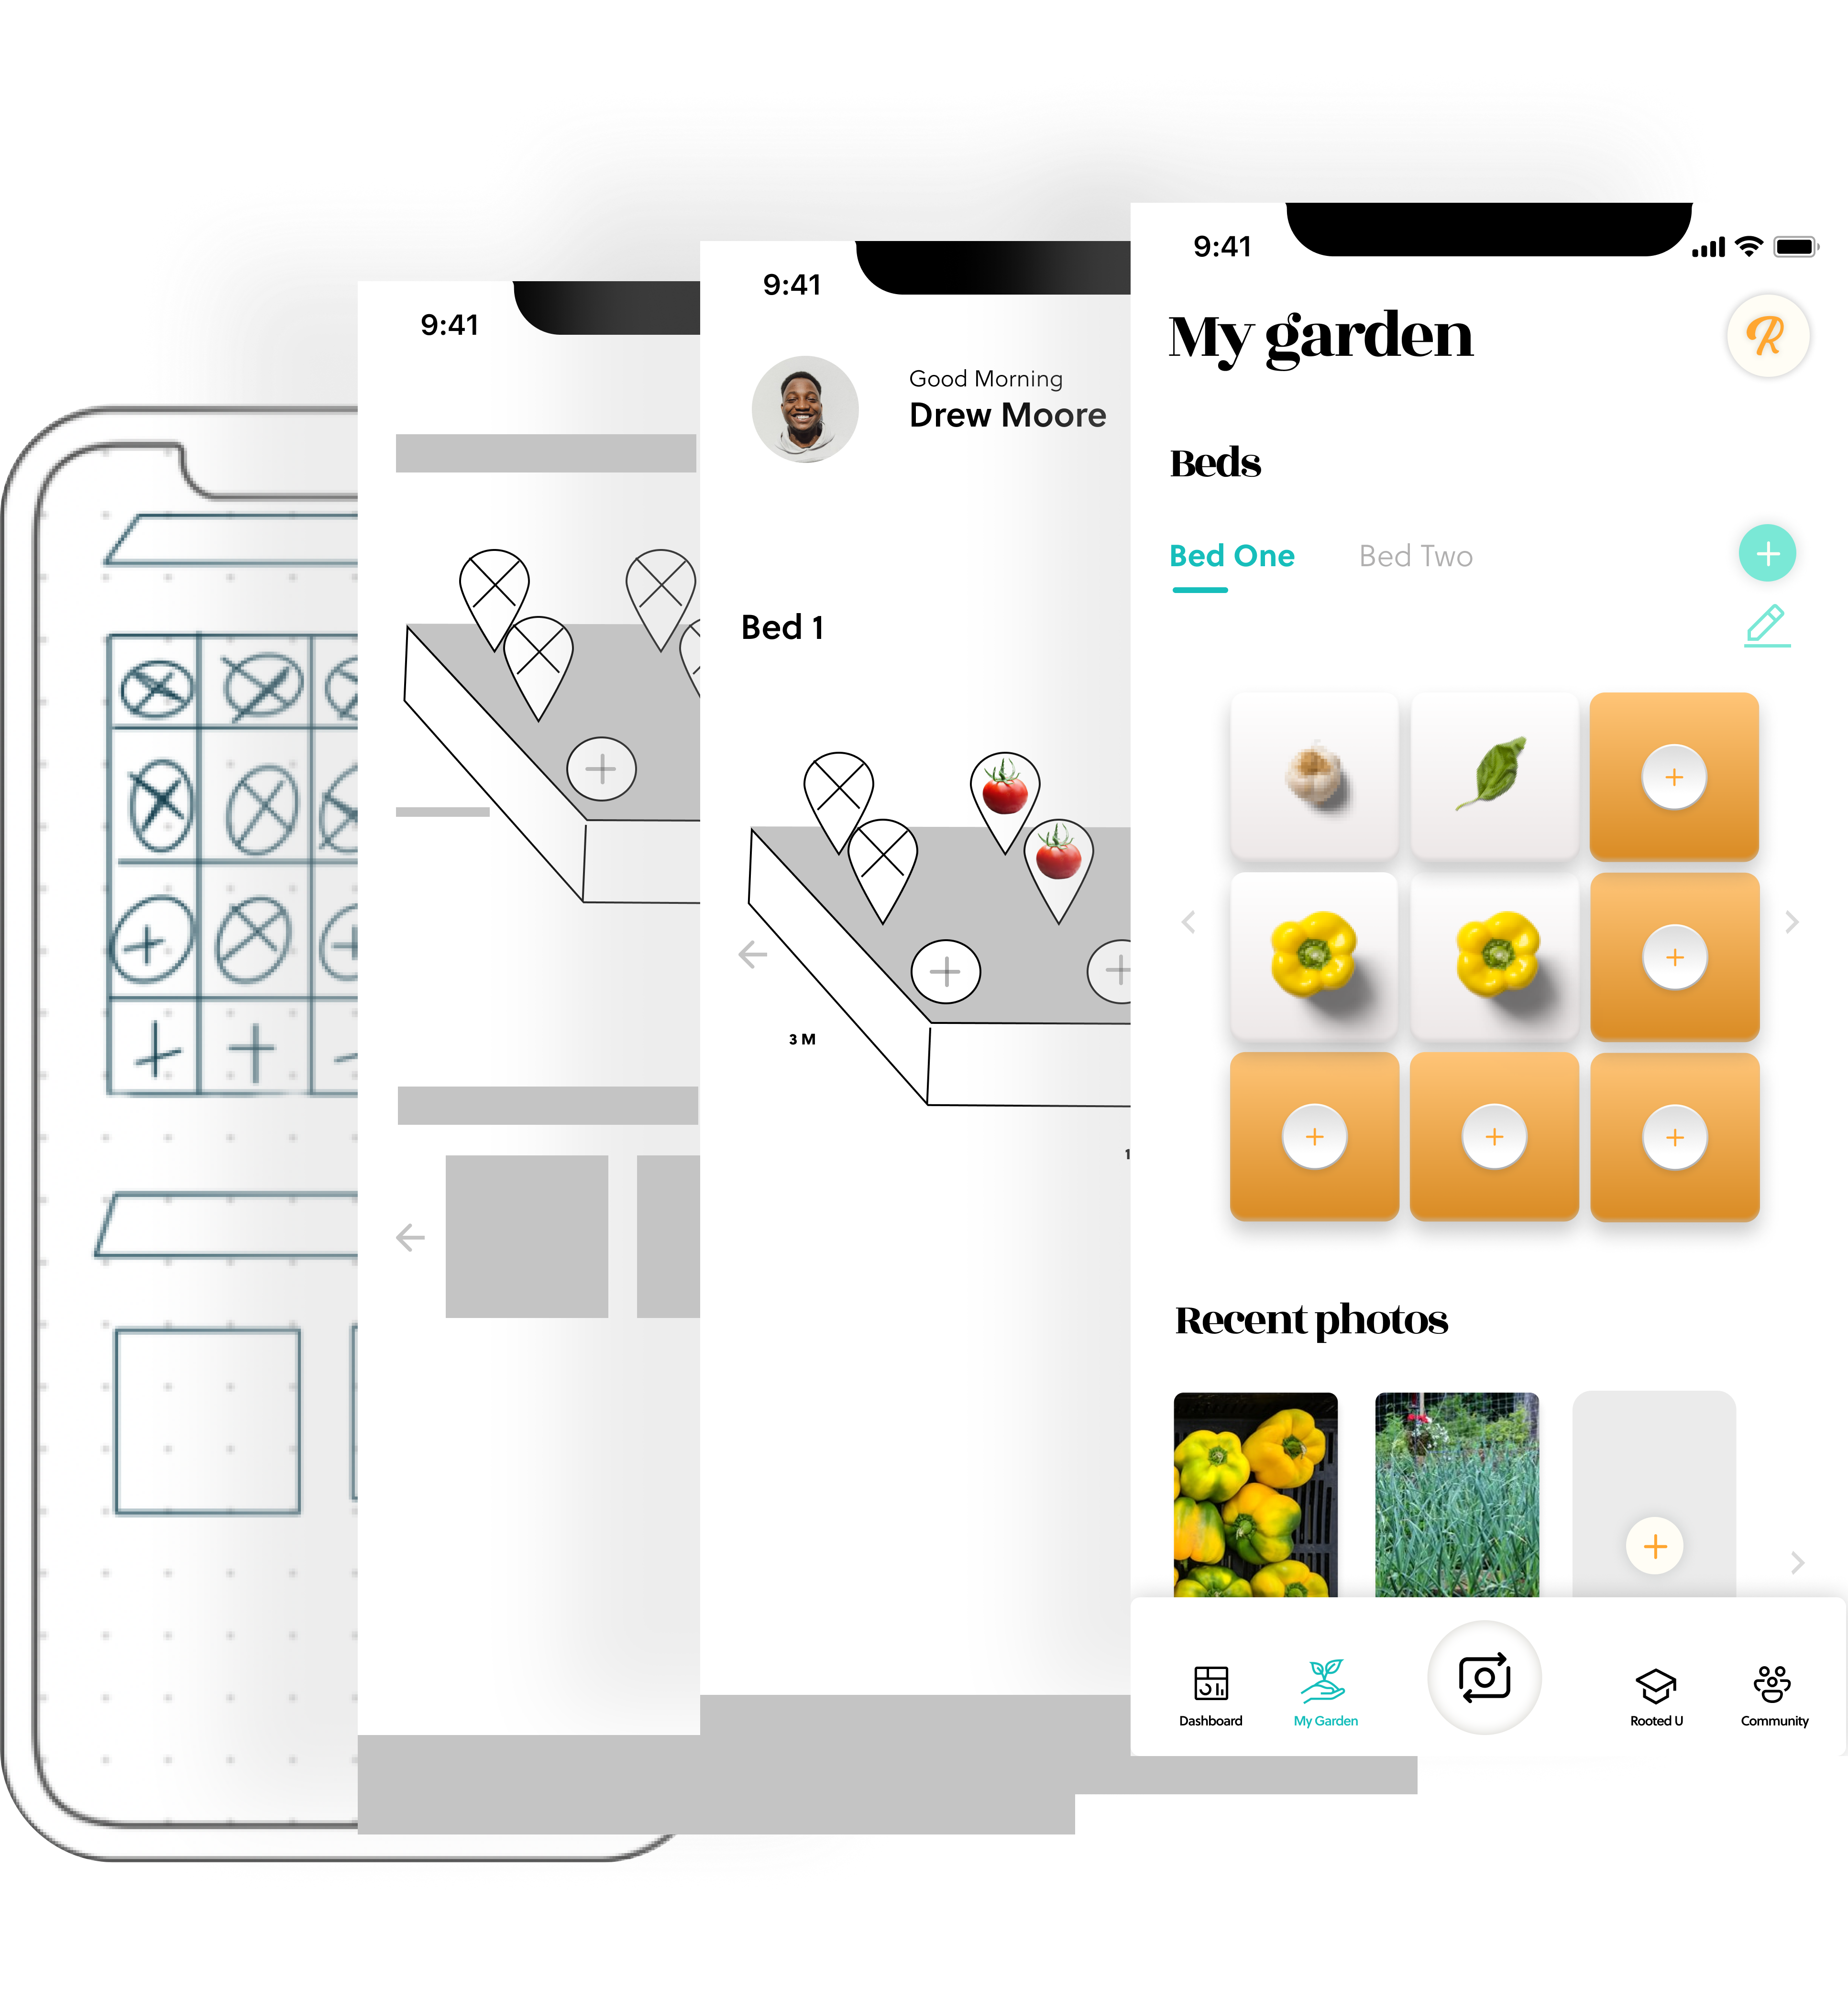 9:41
9:41
Good Morning
Drew Moore
Bed 1
3 M
1
9:41
My garden
R
Beds
Bed One
Bed Two
Recent photos
Dashboard
My Garden
Rooted U
Community